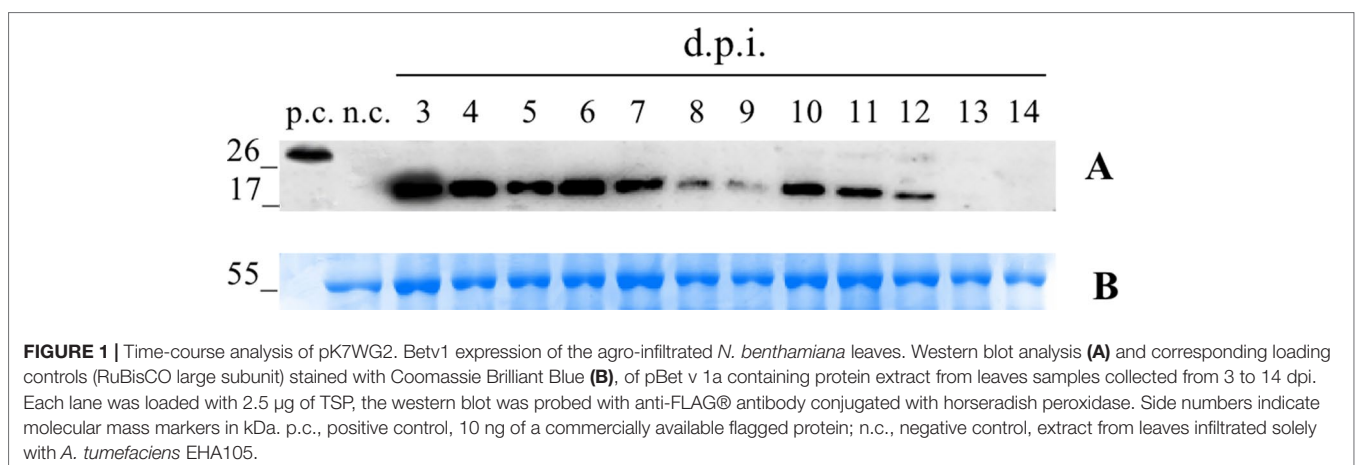 d.p.i.
p.c. n.c. 3 4 5 6 7 8 9 10 11 12 13 14
26_
A
17_
55_
B
FIGURE 1 | Time-course analysis of pK7WG2. Betv1 expression of the agro-infiltrated N. benthamiana leaves. Western blot analysis (A) and corresponding loading
controls (RuBisCO large subunit) stained with Coomassie Brilliant Blue (B), of pBet v 1a containing protein extract from leaves samples collected from 3 to 14 dpi.
Each lane was loaded with 2.5 µg of TSP, the western blot was probed with anti-FLAG® antibody conjugated with horseradish peroxidase. Side numbers indicate
molecular mass markers in kDa. p.c., positive control, 10 ng of a commercially available flagged protein; n.c., negative control, extract from leaves infiltrated solely
with A. tumefaciens EHA105.